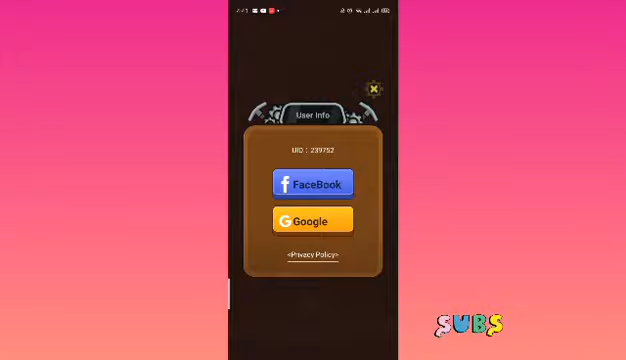 User Info
UID : 239752
FaceBook
Google
<Privacy Policy>
SUBS